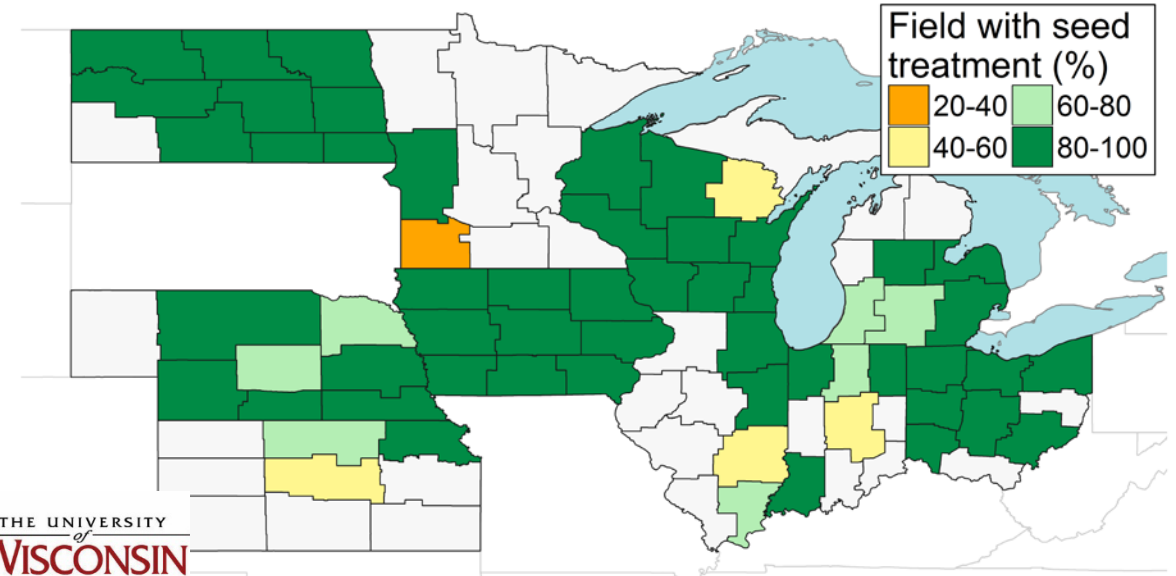 Field with seed
treatment (%)
20-40 60-80
40-60 80-100
THE UNIVERSITY
of
WISCONSIN